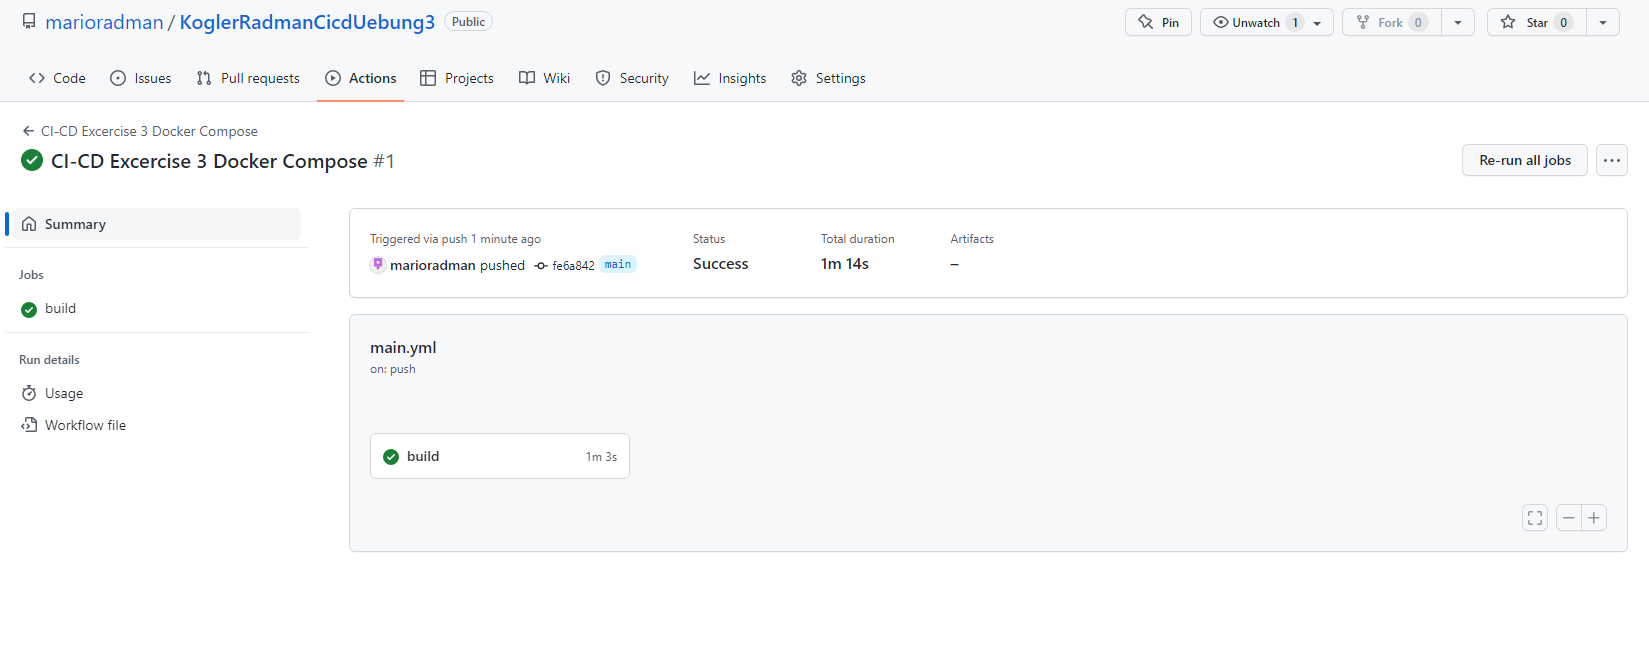 marioradman / KoglerRadmanCicdUebung3 Public
Pin Unwatch 1 Fork 0 Star 0
Code Issues Pull requests Actions Projects Wiki Security Insights Settings
CI-CD Excercise 3 Docker Compose
CI-CD Excercise 3 Docker Compose #1
Re-run all jobs
Summary
Jobs
build
Run details
Usage
Workflow file
Triggered via push 1 minute ago
marioradman pushed fe6a842 main
Status
Success
Total duration
1m 14s
Artifacts
–
main.yml
on: push
build 1m 3s